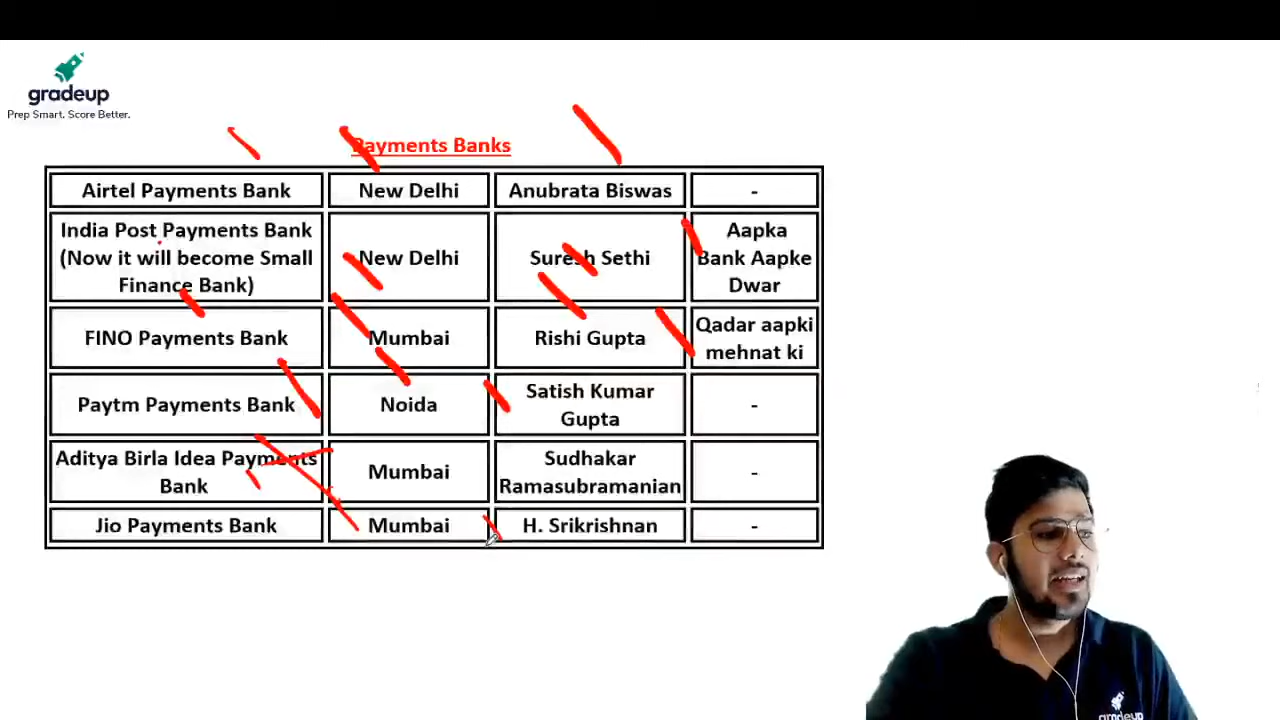 gradeup
Prep Smart. Score Better.
Payments Banks
Airtel Payments Bank New Delhi Anubrata Biswas -
India Post Payments Bank
(Now it will become Small
Finance Bank)
New Delhi
Suresh Sethi
Aapka
Bank Aapke
Dwar
FINO Payments Bank
Mumbai
Rishi Gupta
Qadar aapki
mehnat ki
Paytm Payments Bank
Noida
Satish Kumar
Gupta
-
Aditya Birla Idea Payments
Bank
Mumbai
Sudhakar
Ramasubramanian
-
Jio Payments Bank Mumbai H. Srikrishnan -
gradeup